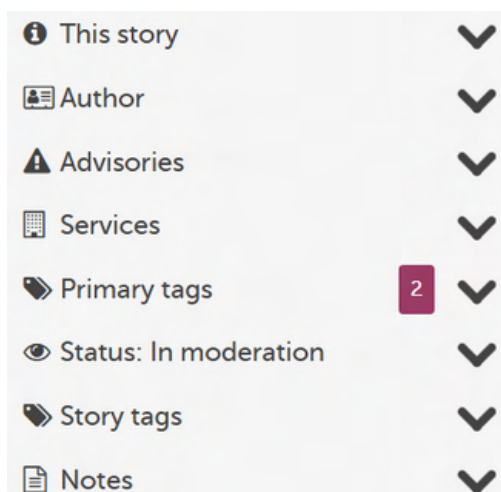 This story
Author
Advisories
Services
Primary tags 2
Status: In moderation
Story tags
Notes